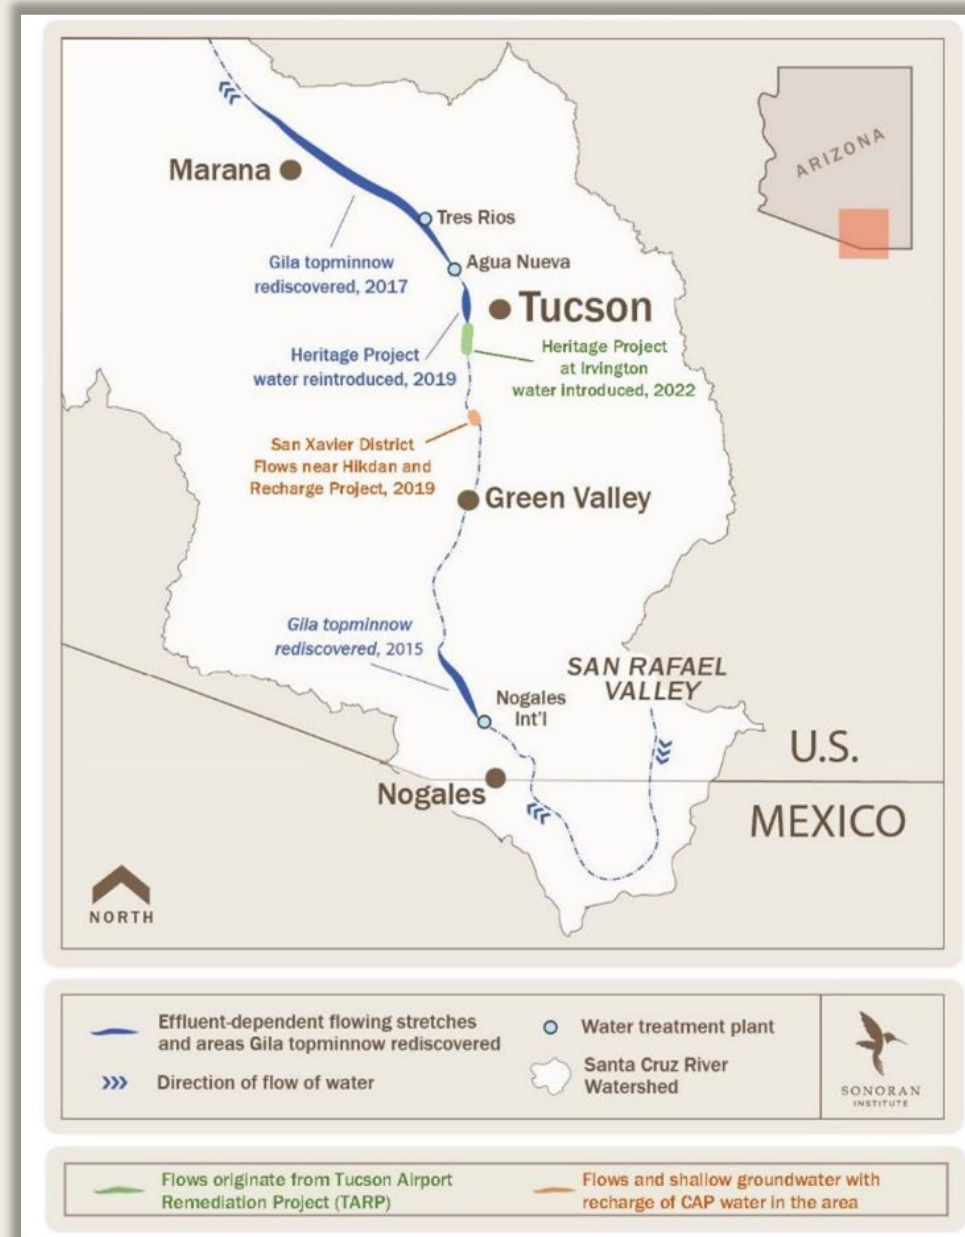 ARIZONA
Marana
Tres Rios
Agua Nueva
Gila topminnow
rediscovered, 2017
Tucson
Heritage Project
water reintroduced, 2019
Heritage Project
at Irvington
water introduced, 2022
San Xavier District
Flows near Hikdan and
Recharge Project, 2019
Green Valley
Gila topminnow
rediscovered, 2015
SAN RAFAEL
VALLEY
Nogales
Int'l
U.S.
Nogales
MEXICO
NORTH
Effluent-dependent flowing stretches
and areas Gila topminnow rediscovered
Direction of flow of water
Water treatment plant
Santa Cruz River
Watershed
SONORAN
INSTITUTE
Flows originate from Tucson Airport
Remediation Project (TARP)
Flows and shallow groundwater with
recharge of CAP water in the area